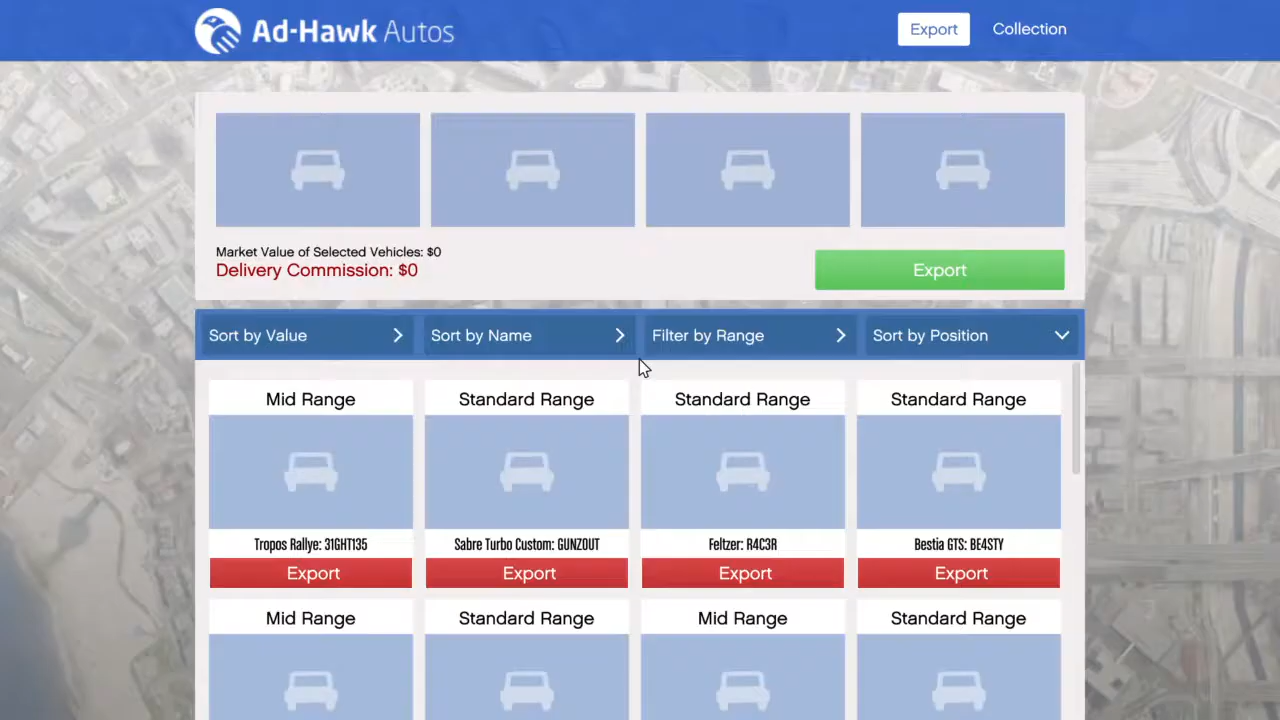 Ad-Hawk Autos
Export
Collection
Market Value of Selected Vehicles: $0
Delivery Commission: $0
Export
Sort by Value
Sort by Name
Filter by Range
Sort by Position
Mid Range
Standard Range
Standard Range
Standard Range
Tropos Rallye: 31GHT135
Sabre Turbo Custom: GUNZOUT
Feltzer: R4C3R
Bestia GTS: BE4STY
Export
Export
Export
Export
Mid Range
Standard Range
Mid Range
Standard Range